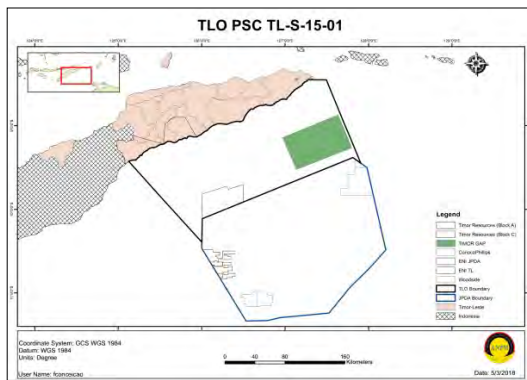 TLO PSC TL-S-15-01
Legend
Timor Resources (Block A)
Timor Resources (Block C)
TIMOR GAP
ConocoPhillips
ENI JPDA
ENI TL
Woodside
TLO Boundary
JPDA Boundary
Timor-Leste
Indonesia
Coordinate System: GCS WGS 1984
Datum: WGS 1984
Units: Degree
User Name: fconosciao
0 40 80 160
Kilometers
ANPM
Date: 5/3/2018